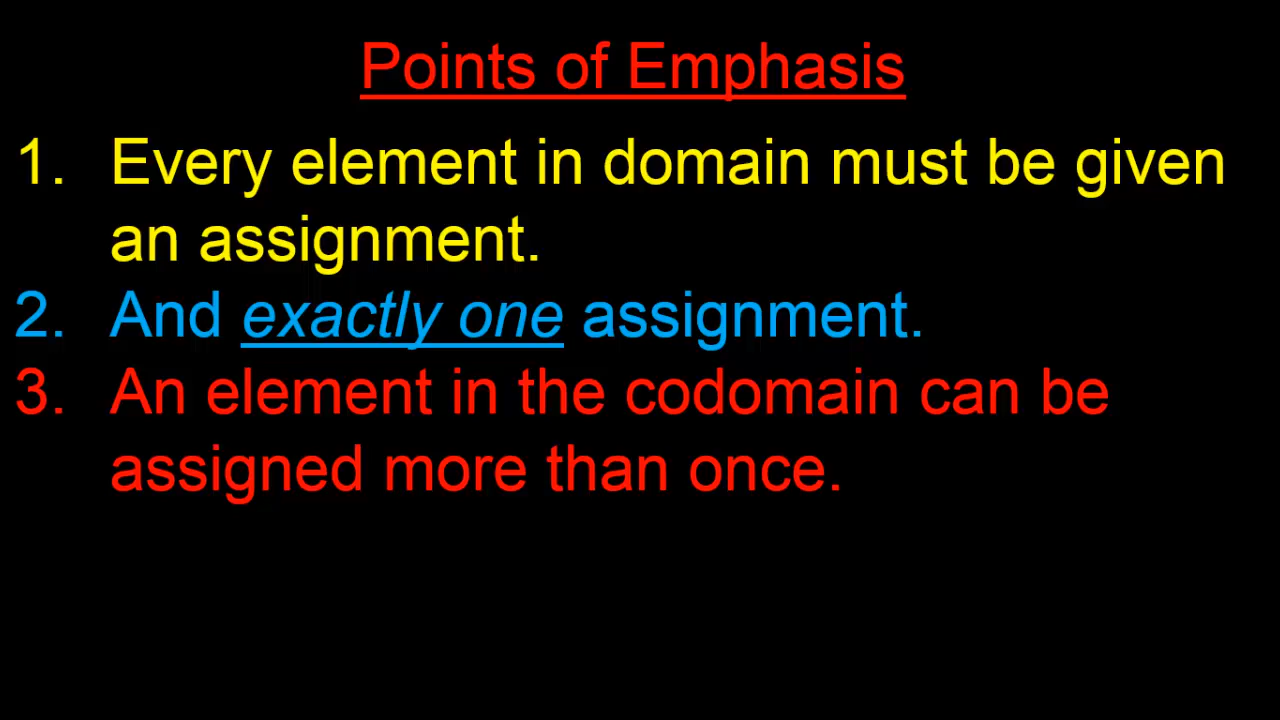 Points of Emphasis
1. Every element in domain must be given
an assignment.
2. And exactly one assignment.
3. An element in the codomain can be
assigned more than once.